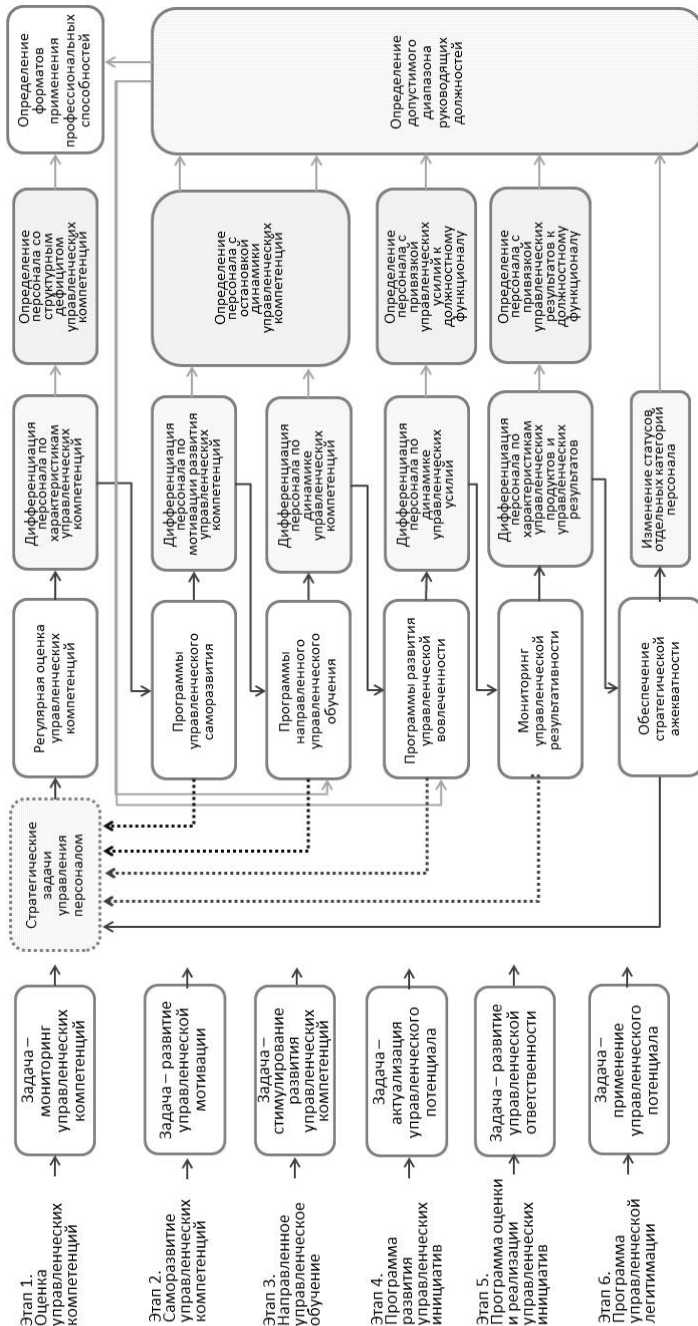 Этап 1.
Оценка
управленческих
компетенций
Задача –
мониторинг
управленческих
компетенций
Стратегические
задачи
управления
персоналом
Регулярная оценка
управленческих
компетенций
Дифференциация
персонала по
характеристикам
управленческих
компетенций
Определение
персонала со
структурным
дефицитом
управленческих
компетенций
Определение
форматов
применения
профессиональных
способностей
Этап 2.
Саморазвитие
управленческих
компетенций
Задача – развитие
управленческой
мотивации
Программы
управленческого
саморазвития
Дифференциация
персонала по
мотивации развития
управленческих
компетенций
Определение
персонала с
остановкой
динамики
управленческих
компетенций
Определение
допустимого
диапазона
руководящих
должностей
Этап 3.
Направленное
управленческое
обучение
Задача –
стимулирование
развития
управленческих
компетенций
Программы
направленного
управленческого
обучения
Дифференциация
персонала по
динамике
управленческих
компетенций
Этап 4.
Программа
развития
управленческих
инициатив
Задача –
актуализация
управленческого
потенциала
Программы развития
управленческой
вовлеченности
Дифференциация
персонала по
динамике
управленческих
усилий
Определение
персонала с
привязкой
управленческих
усилий к
должностному
функционалу
Этап 5.
Программа оценки
и реализации
управленческих
инициатив
Задача – развитие
управленческой
ответственности
Мониторинг
управленческой
результативности
Дифференциация
персонала по
характеристикам
управленческих
продуктов и
управленческих
результатов
Определение
персонала с
привязкой
управленческих
результатов к
должностному
функционалу
Этап 6.
Программа
управленческой
легитимации
Задача –
применение
управленческого
потенциала
Обеспечение
стратегической
ажекватности
Изменение статусов
отдельных категорий
персонала